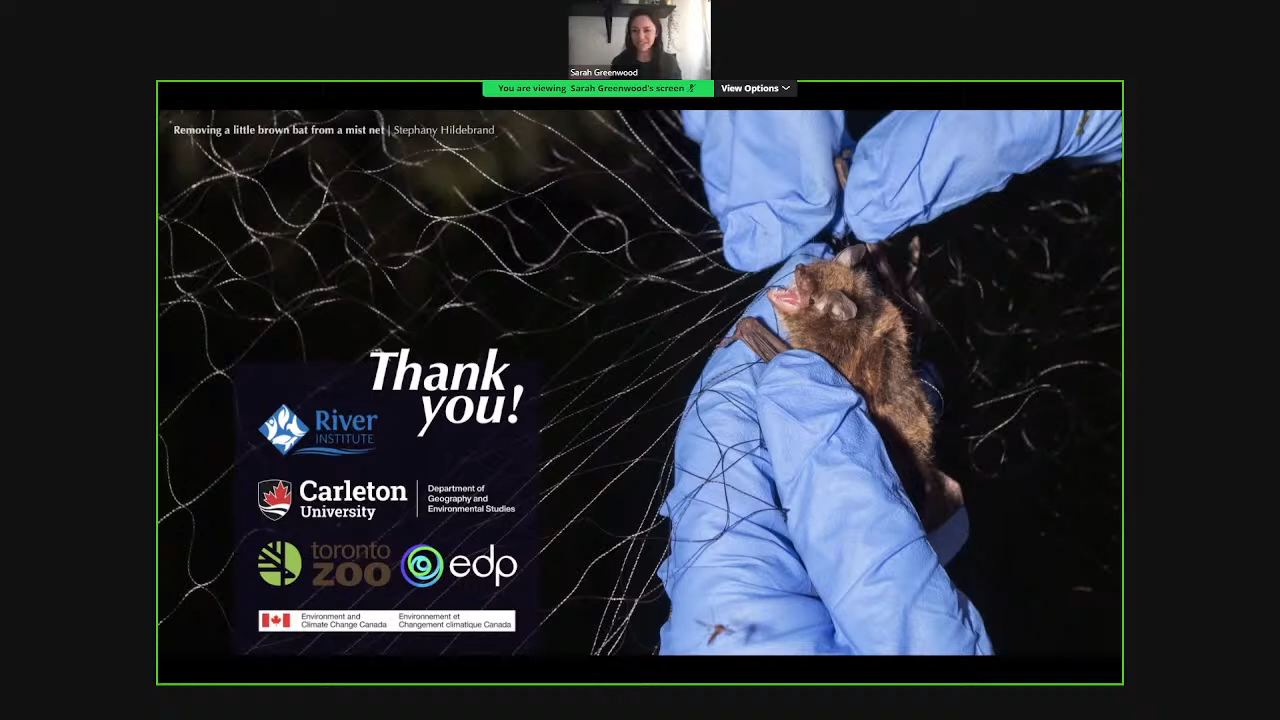 Sarah Greenwood
You are viewing Sarah Greenwood's screen
View Options
Removing a little brown bat from a mist net | Stephany Hildebrand
Thank
you!
River
INSTITUTE
Carleton
University
Department of
Geography and
Environmental Studies
toronto
ZOO
edp
Environment and
Climate Change Canada
Environnement et
Changement climatique Canada